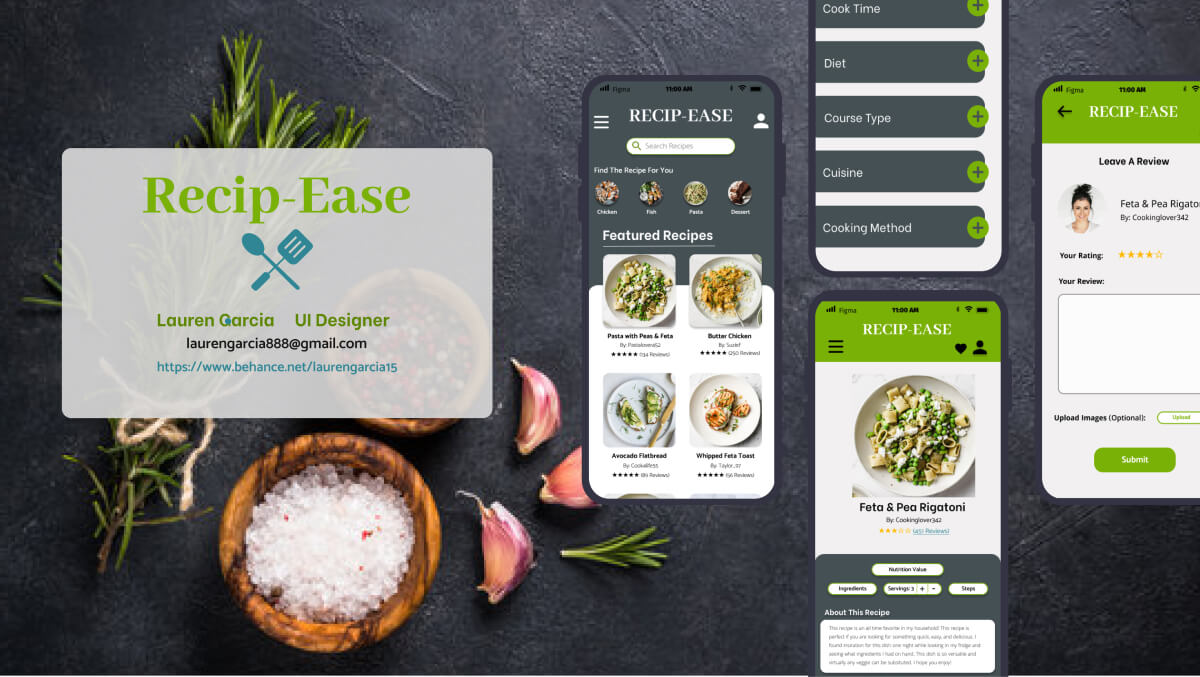 Recip-Ease
Lauren Garcia UI Designer
laurengarcia888@gmail.com
https://www.behance.net/laurengarcia15
Figma 11:00 AM
RECIP-EASE
Search Recipes
Find The Recipe For You
Chicken Fish Pasta Dessert
Featured Recipes
Pasta with Peas & Feta
By: Pastalover452
★★★★★ (134 Reviews)
Butter Chicken
By: Suzief
★★★★★ (250 Reviews)
Avocado Flatbread
By: Cook4life55
★★★★★ (89 Reviews)
Whipped Feta Toast
By: Taylor_37
★★★★★ (56 Reviews)
Cook Time +
Diet +
Course Type +
Cuisine +
Cooking Method +
Figma 11:00 AM
RECIP-EASE
Feta & Pea Rigatoni
By: Cookinglover342
★★★☆☆ (451 Reviews)
Nutrition Value
Ingredients Servings: 3 + - Steps
About This Recipe
This recipe is an all time favorite in my household! This recipe is
perfect if you are looking for something quick, easy, and delicious. I
found insiration for this dish one night while looking in my fridge and
seeing what ingredients I had on hand. This dish is so versatile and
virtually any veggie can be substituted. I hope you enjoy!
Figma 11:00 AM
RECIP-EASE
Leave A Review
Feta & Pea Rigato
By: Cookinglover342
Your Rating: ★★★★☆
Your Review:
Upload Images (Optional): Upload
Submit